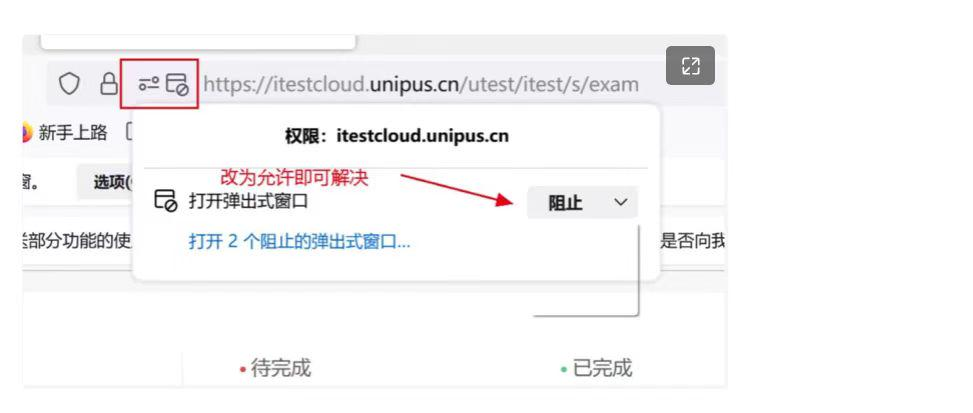 https://itestcloud.unipus.cn/utest/itest/s/exam
新手上路
权限：itestcloud.unipus.cn
窗。
选项(
改为允许即可解决
打开弹出式窗口
阻止
部分功能的使
打开 2 个阻止的弹出式窗口...
是否向我
待完成
已完成